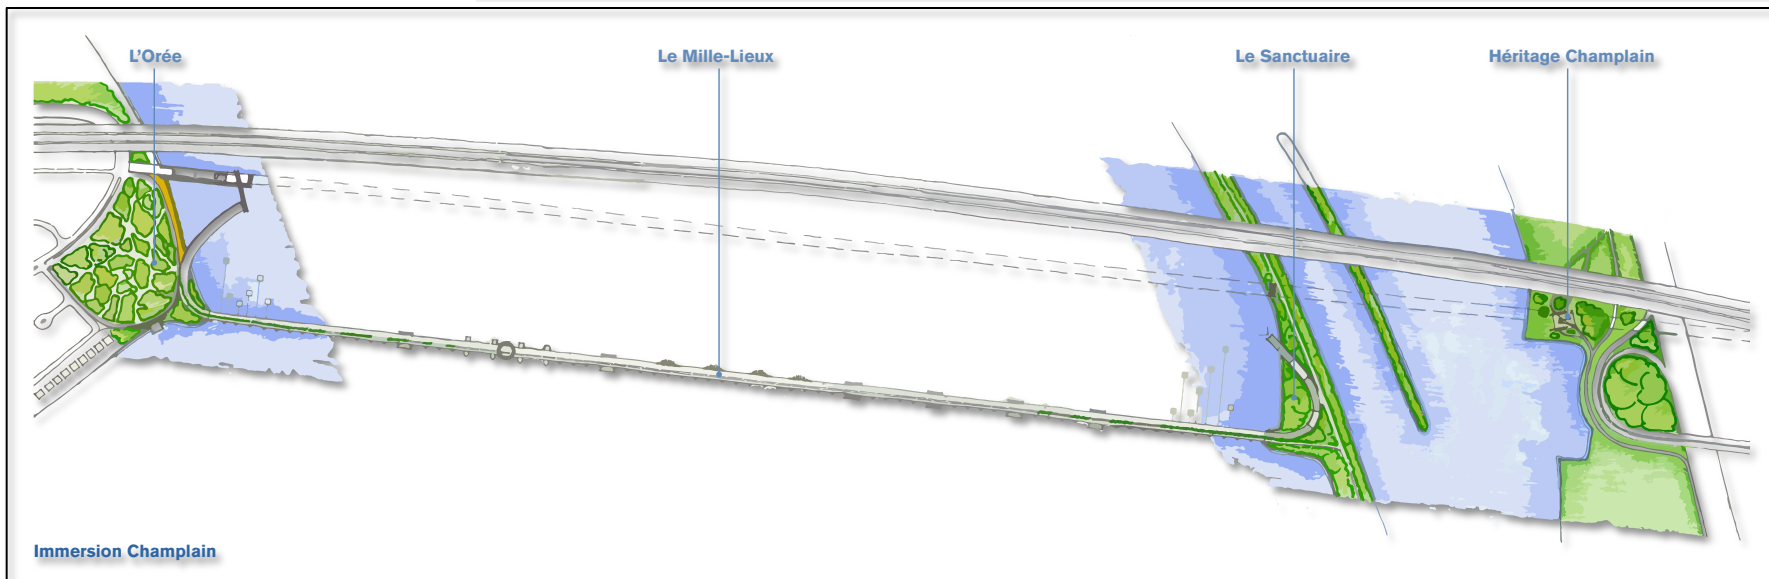 L'Orée
Le Mille-Lieux
Le Sanctuaire
Héritage Champlain
Immersion Champlain